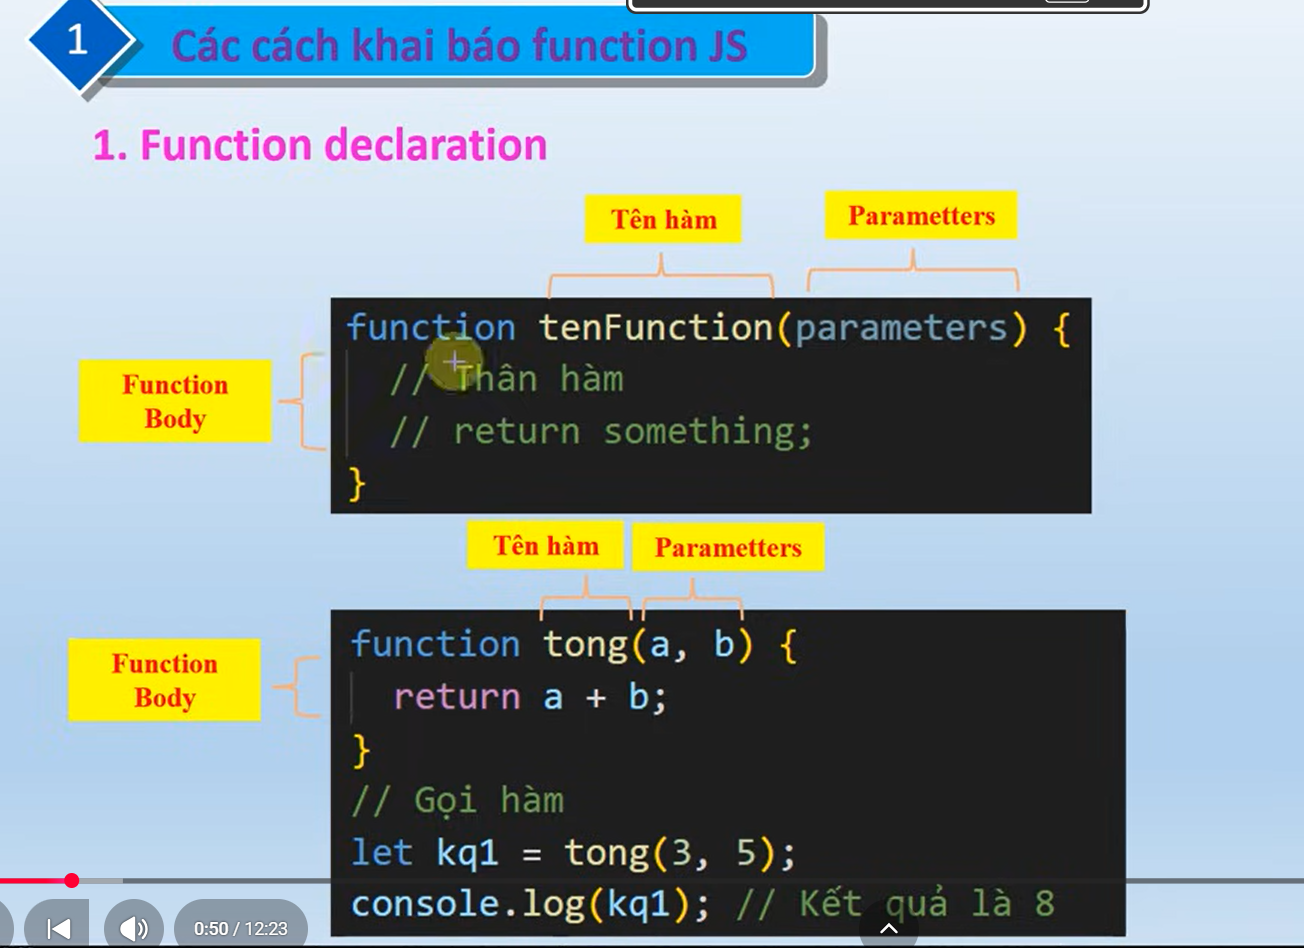 1
Các cách khai báo function JS
1. Function declaration
Tên hàm
Parametters
function tenFunction(parameters) {
// Thân hàm
// return something;
}
Function
Body
Tên hàm
Parametters
function tong(a, b) {
return a + b;
}
// Gọi hàm
let kq1 = tong(3, 5);
console.log(kq1); // Kết quả là 8
Function
Body
0:50 / 12:23